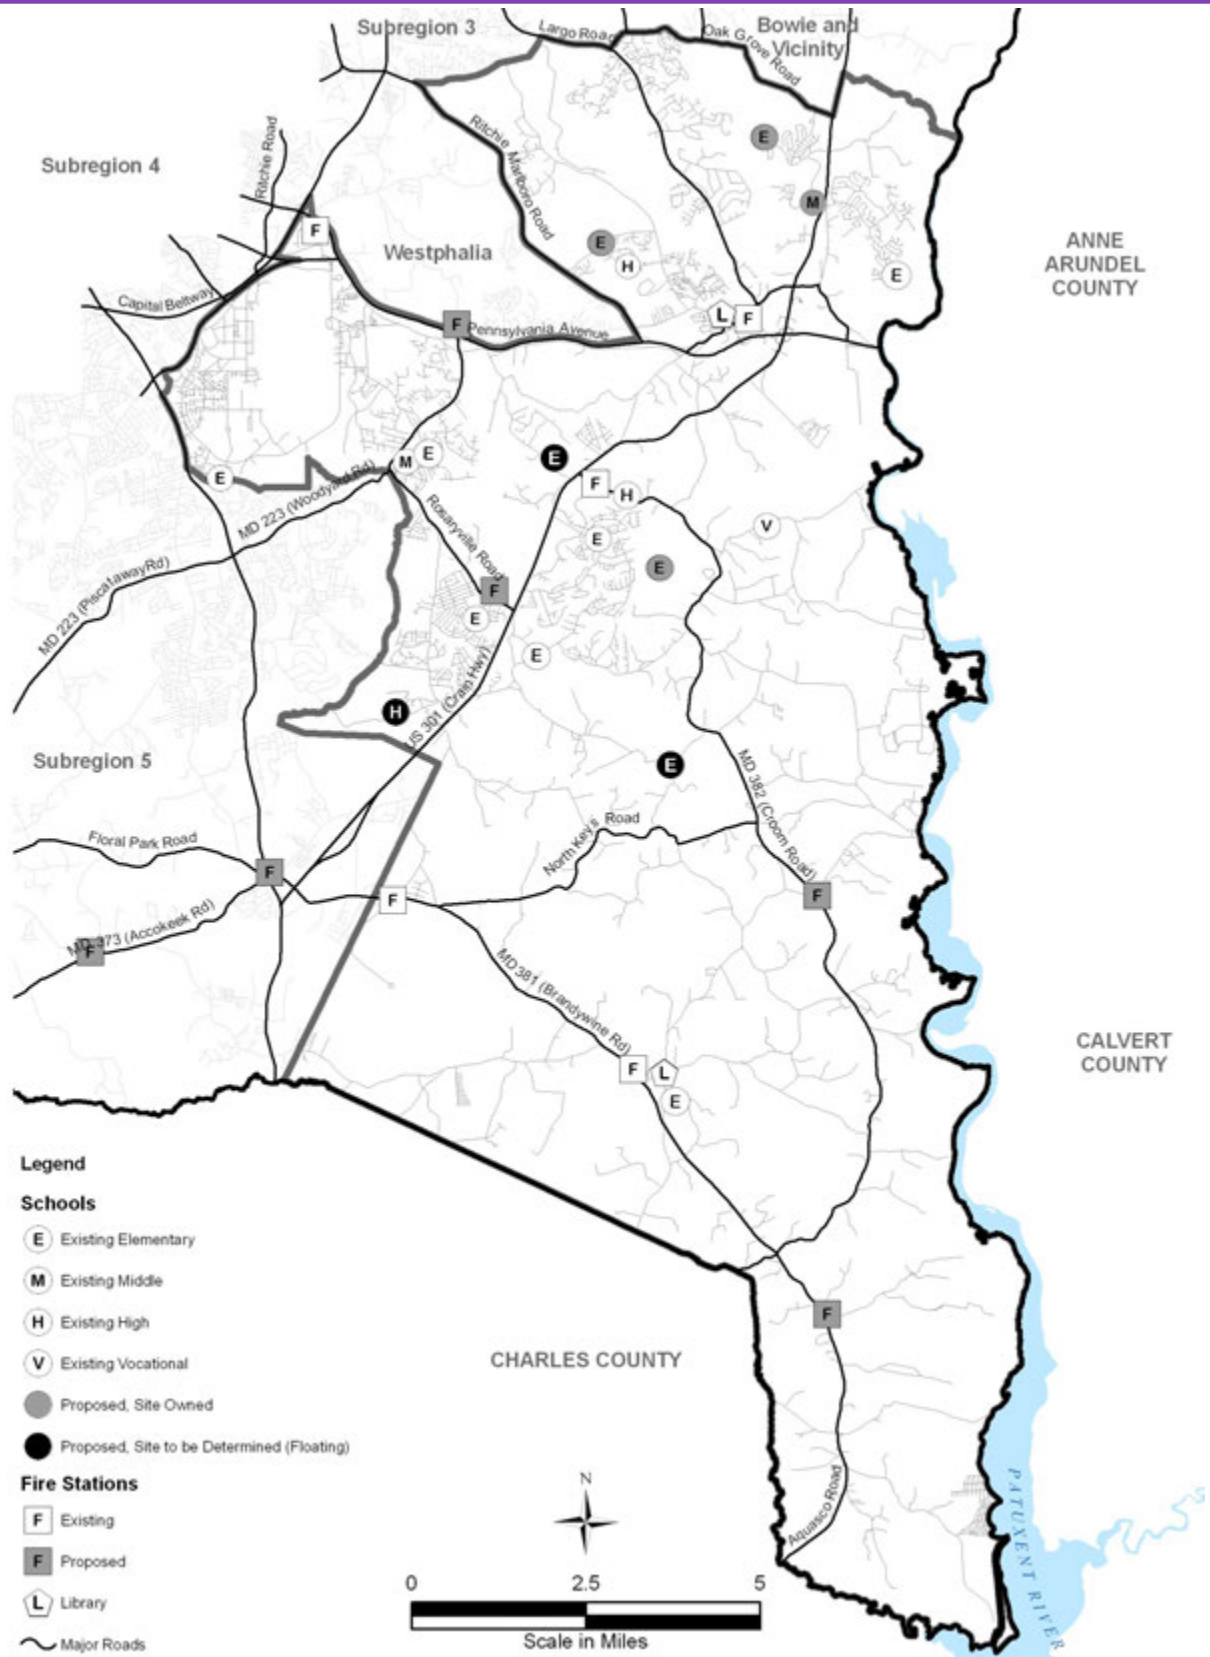 Subregion 3
Bowie and
Vicinity
Largo Road
Oak Grove Road
Ritchie Road
Subregion 4
Ritchie Marlboro Road
E
M
F
Westphalia
E
H
E
ANNE
ARUNDEL
COUNTY
Capital Beltway
L
F
F
Pennsylvania Avenue
E
M
E
E
MD 223 (Woodyard Rd)
F
H
Rosaryville Road
V
E
E
MD 223 (Piscataway Rd)
F
E
E
US 301 (Crain Hwy)
H
Subregion 5
E
MD 382 (Croom Road)
North Keys Road
Floral Park Road
F
F
F
MD 373 (Accokeek Rd)
F
MD 381 (Brandywine Rd)
CALVERT
COUNTY
F
L
E
F
CHARLES COUNTY
Aquasco Road
PATUXENT RIVER
Legend
Schools
E Existing Elementary
M Existing Middle
H Existing High
V Existing Vocational
Proposed, Site Owned
Proposed, Site to be Determined (Floating)
Fire Stations
F Existing
F Proposed
L Library
Major Roads
N
0 2.5 5
Scale in Miles